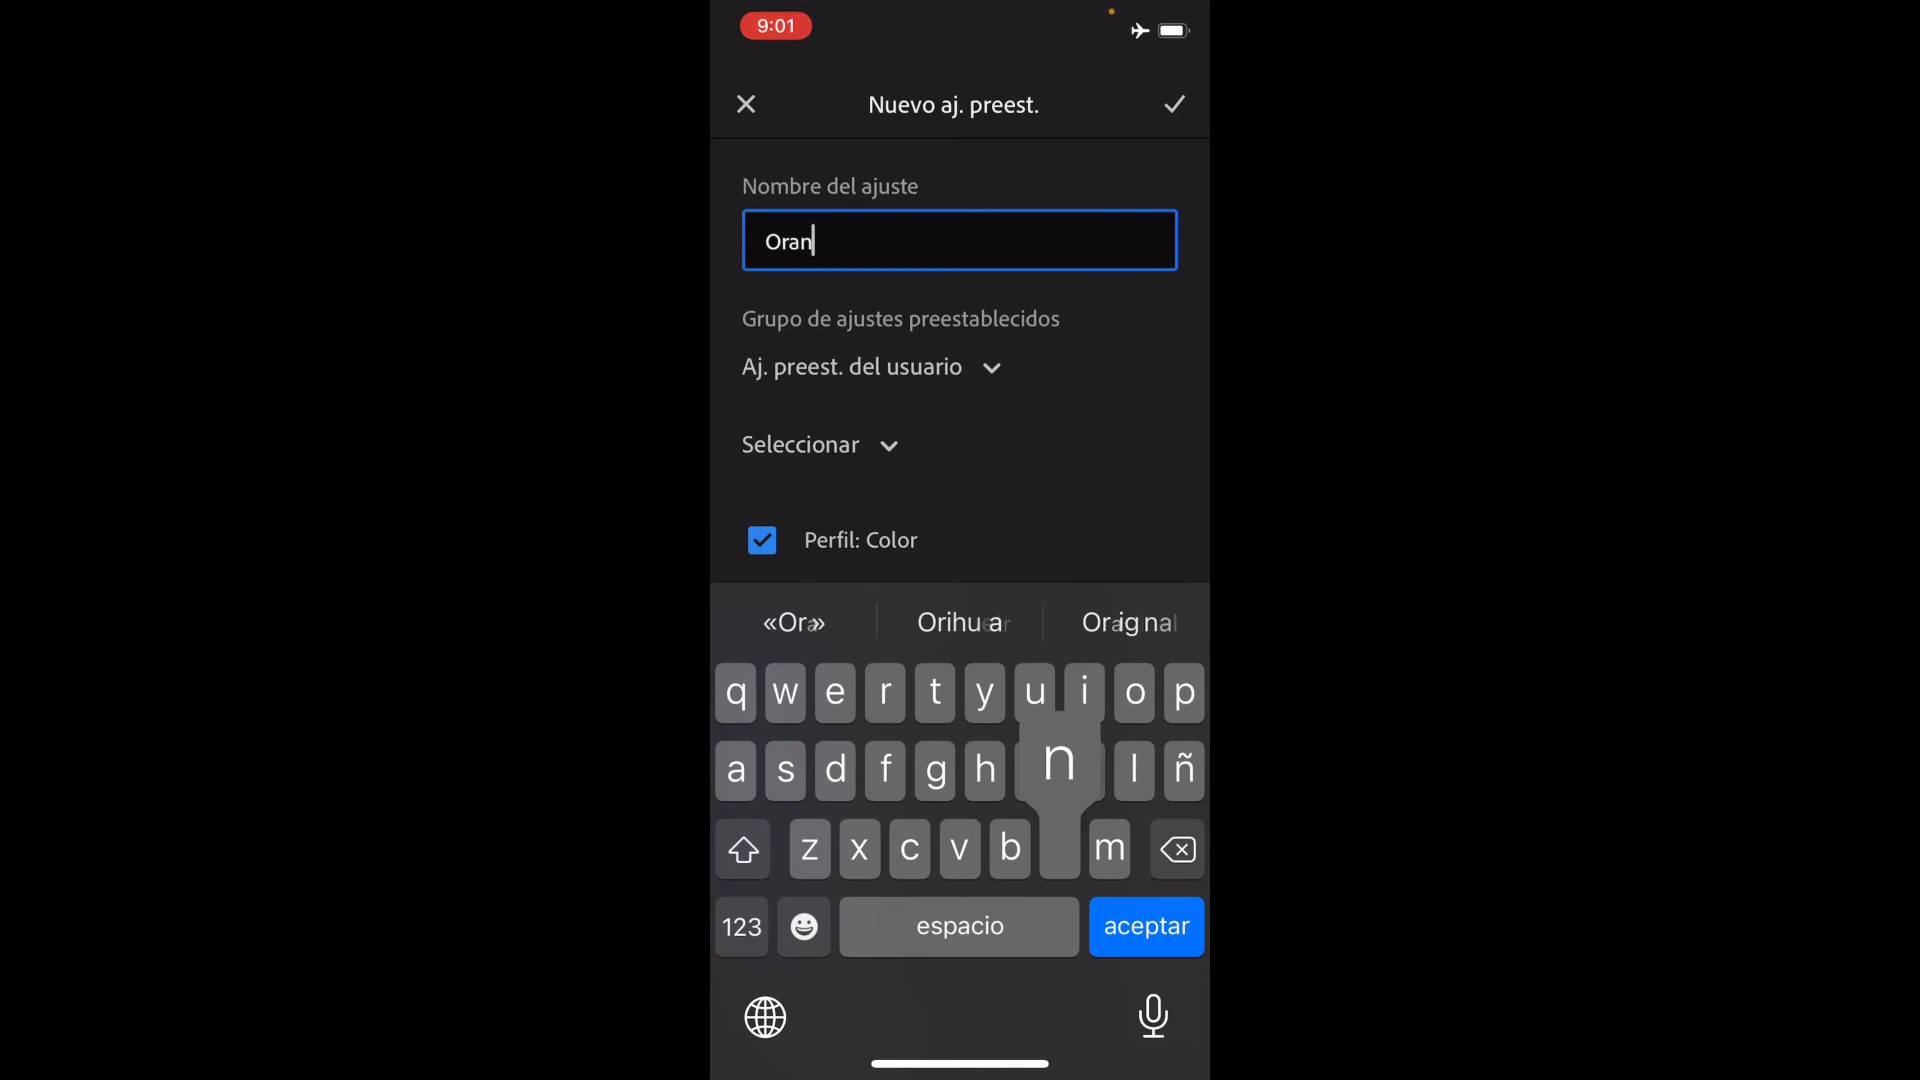 9:01
Nuevo aj. preest.
Nombre del ajuste
Oran
Grupo de ajustes preestablecidos
Aj. preest. del usuario
Seleccionar
Perfil: Color
q w e r t y u i o p
a s d f g h n l ñ
z x c v b m
123 espacio aceptar